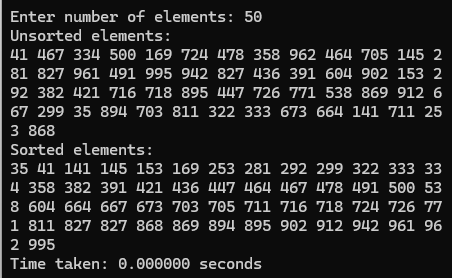 Enter number of elements: 50
Unsorted elements:
41 467 334 500 169 724 478 358 962 464 705 145 2
81 827 961 491 995 942 827 436 391 604 902 153 2
92 382 421 716 718 895 447 726 771 538 869 912 6
67 299 35 894 703 811 322 333 673 664 141 711 25
3 868
Sorted elements:
35 41 141 145 153 169 253 281 292 299 322 333 33
4 358 382 391 421 436 447 464 467 478 491 500 53
8 604 664 667 673 703 705 711 716 718 724 726 77
1 811 827 827 868 869 894 895 902 912 942 961 96
2 995
Time taken: 0.000000 seconds